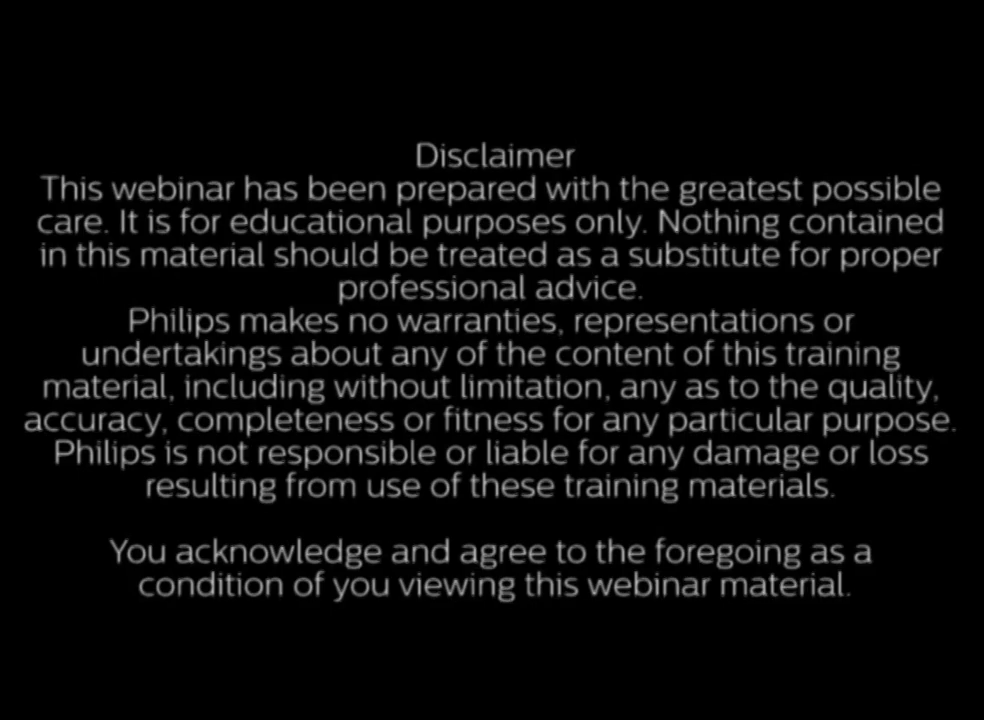 Disclaimer
This webinar has been prepared with the greatest possible
care. It is for educational purposes only. Nothing contained
in this material should be treated as a substitute for proper
professional advice.
Philips makes no warranties, representations or
undertakings about any of the content of this training
material, including without limitation, any as to the quality,
accuracy, completeness or fitness for any particular purpose.
Philips is not responsible or liable for any damage or loss
resulting from use of these training materials.
You acknowledge and agree to the foregoing as a
condition of you viewing this webinar material.